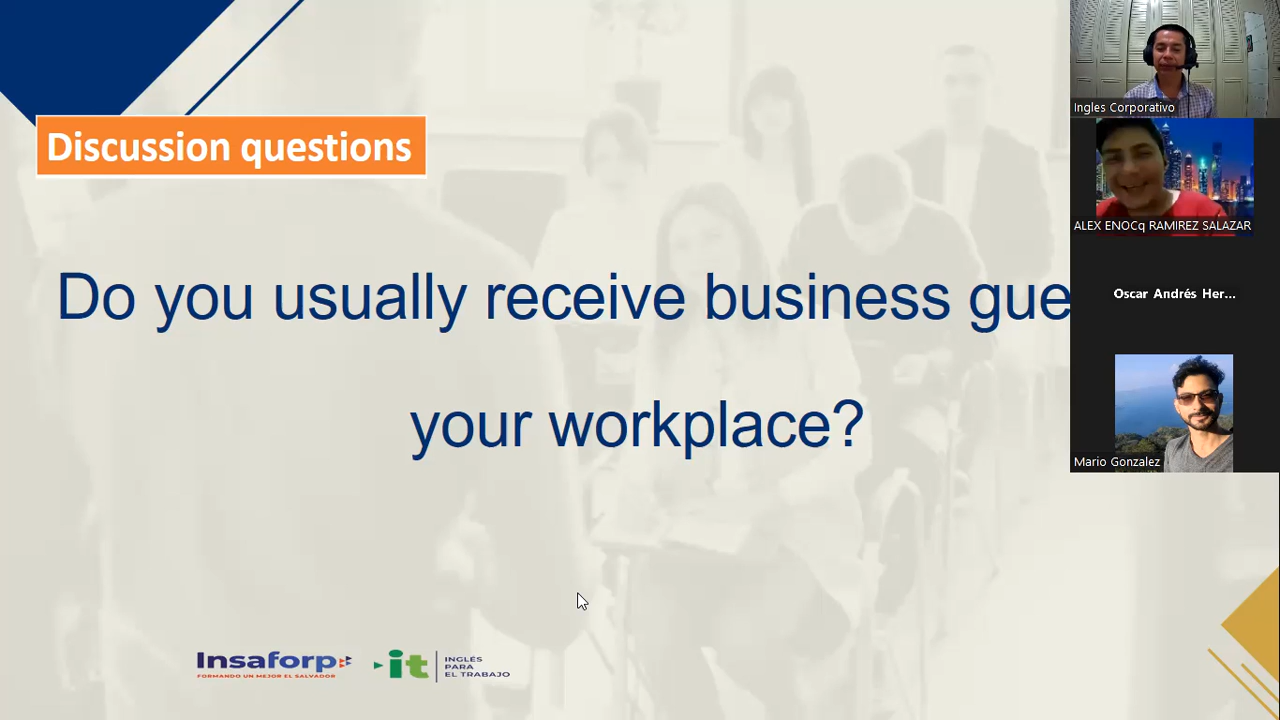 Discussion questions
Do you usually receive business gue
your workplace?
Insaforp
FORMANDO UN MEJOR EL SALVADOR
it
INGLÉS
PARA
EL TRABAJO
Ingles Corporativo
ALEX ENOCq RAMIREZ SALAZAR
Oscar Andrés Her...
Mario Gonzalez